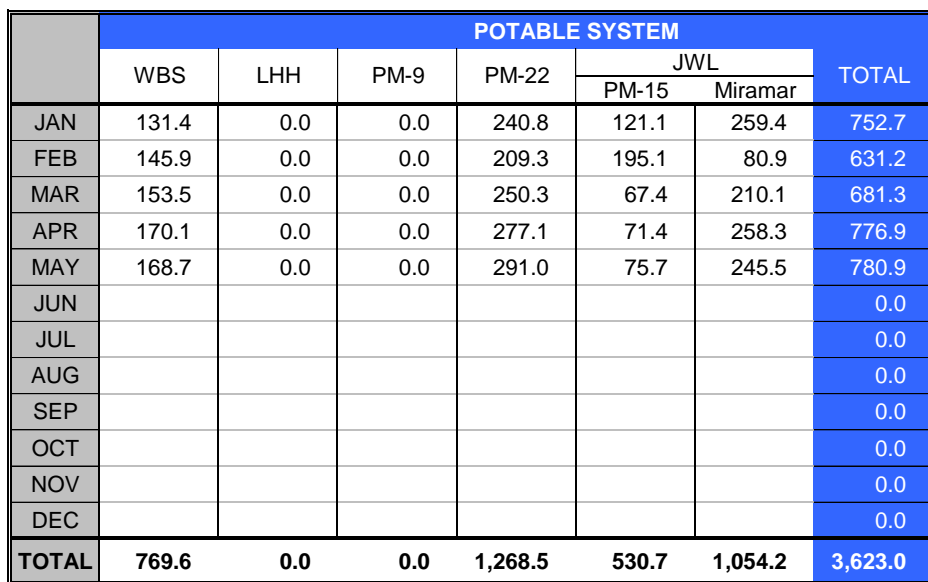 POTABLE SYSTEM
WBS LHH PM-9 PM-22 JWL TOTAL
PM-15 Miramar
JAN 131.4 0.0 0.0 240.8 121.1 259.4 752.7
FEB 145.9 0.0 0.0 209.3 195.1 80.9 631.2
MAR 153.5 0.0 0.0 250.3 67.4 210.1 681.3
APR 170.1 0.0 0.0 277.1 71.4 258.3 776.9
MAY 168.7 0.0 0.0 291.0 75.7 245.5 780.9
JUN 0.0
JUL 0.0
AUG 0.0
SEP 0.0
OCT 0.0
NOV 0.0
DEC 0.0
TOTAL 769.6 0.0 0.0 1,268.5 530.7 1,054.2 3,623.0